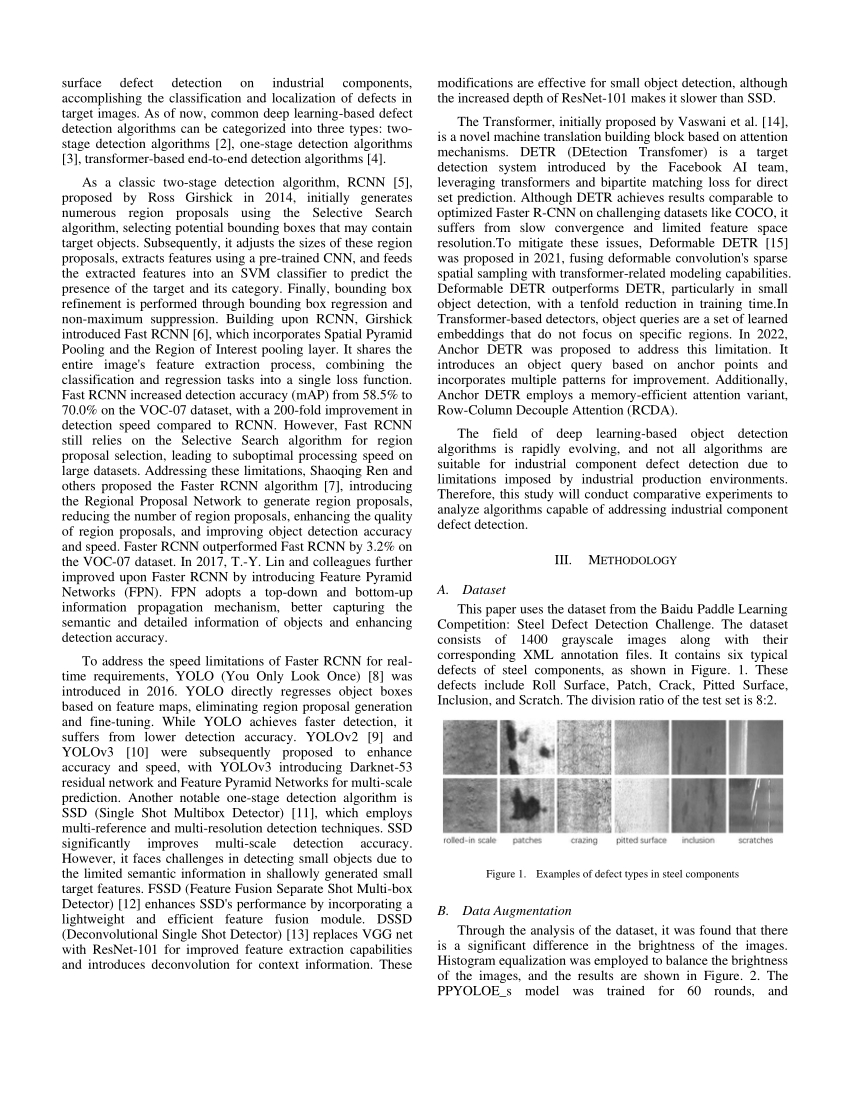 surface defect detection on industrial components,
accomplishing the classification and localization of defects in
target images. As of now, common deep learning-based defect
detection algorithms can be categorized into three types: two-
stage detection algorithms [2], one-stage detection algorithms
[3], transformer-based end-to-end detection algorithms [4].
As a classic two-stage detection algorithm, RCNN [5],
proposed by Ross Girshick in 2014, initially generates
numerous region proposals using the Selective Search
algorithm, selecting potential bounding boxes that may contain
target objects. Subsequently, it adjusts the sizes of these region
proposals, extracts features using a pre-trained CNN, and feeds
the extracted features into an SVM classifier to predict the
presence of the target and its category. Finally, bounding box
refinement is performed through bounding box regression and
non-maximum suppression. Building upon RCNN, Girshick
introduced Fast RCNN [6], which incorporates Spatial Pyramid
Pooling and the Region of Interest pooling layer. It shares the
entire image's feature extraction process, combining the
classification and regression tasks into a single loss function.
Fast RCNN increased detection accuracy (mAP) from 58.5% to
70.0% on the VOC-07 dataset, with a 200-fold improvement in
detection speed compared to RCNN. However, Fast RCNN
still relies on the Selective Search algorithm for region
proposal selection, leading to suboptimal processing speed on
large datasets. Addressing these limitations, Shaoqing Ren and
others proposed the Faster RCNN algorithm [7], introducing
the Regional Proposal Network to generate region proposals,
reducing the number of region proposals, enhancing the quality
of region proposals, and improving object detection accuracy
and speed. Faster RCNN outperformed Fast RCNN by 3.2% on
the VOC-07 dataset. In 2017, T.-Y. Lin and colleagues further
improved upon Faster RCNN by introducing Feature Pyramid
Networks (FPN). FPN adopts a top-down and bottom-up
information propagation mechanism, better capturing the
semantic and detailed information of objects and enhancing
detection accuracy.
To address the speed limitations of Faster RCNN for real-
time requirements, YOLO (You Only Look Once) [8] was
introduced in 2016. YOLO directly regresses object boxes
based on feature maps, eliminating region proposal generation
and fine-tuning. While YOLO achieves faster detection, it
suffers from lower detection accuracy. YOLOv2 [9] and
YOLOv3 [10] were subsequently proposed to enhance
accuracy and speed, with YOLOv3 introducing Darknet-53
residual network and Feature Pyramid Networks for multi-scale
prediction. Another notable one-stage detection algorithm is
SSD (Single Shot Multibox Detector) [11], which employs
multi-reference and multi-resolution detection techniques. SSD
significantly improves multi-scale detection accuracy.
However, it faces challenges in detecting small objects due to
the limited semantic information in shallowly generated small
target features. FSSD (Feature Fusion Separate Shot Multi-box
Detector) [12] enhances SSD's performance by incorporating a
lightweight and efficient feature fusion module. DSSD
(Deconvolutional Single Shot Detector) [13] replaces VGG net
with ResNet-101 for improved feature extraction capabilities
and introduces deconvolution for context information. These
modifications are effective for small object detection, although
the increased depth of ResNet-101 makes it slower than SSD.
The Transformer, initially proposed by Vaswani et al. [14],
is a novel machine translation building block based on attention
mechanisms. DETR (DEtection Transfomer) is a target
detection system introduced by the Facebook AI team,
leveraging transformers and bipartite matching loss for direct
set prediction. Although DETR achieves results comparable to
optimized Faster R-CNN on challenging datasets like COCO, it
suffers from slow convergence and limited feature space
resolution.To mitigate these issues, Deformable DETR [15]
was proposed in 2021, fusing deformable convolution's sparse
spatial sampling with transformer-related modeling capabilities.
Deformable DETR outperforms DETR, particularly in small
object detection, with a tenfold reduction in training time.In
Transformer-based detectors, object queries are a set of learned
embeddings that do not focus on specific regions. In 2022,
Anchor DETR was proposed to address this limitation. It
introduces an object query based on anchor points and
incorporates multiple patterns for improvement. Additionally,
Anchor DETR employs a memory-efficient attention variant,
Row-Column Decouple Attention (RCDA).
The field of deep learning-based object detection
algorithms is rapidly evolving, and not all algorithms are
suitable for industrial component defect detection due to
limitations imposed by industrial production environments.
Therefore, this study will conduct comparative experiments to
analyze algorithms capable of addressing industrial component
defect detection.
III. METHODOLOGY
A. Dataset
This paper uses the dataset from the Baidu Paddle Learning
Competition: Steel Defect Detection Challenge. The dataset
consists of 1400 grayscale images along with their
corresponding XML annotation files. It contains six typical
defects of steel components, as shown in Figure. 1. These
defects include Roll Surface, Patch, Crack, Pitted Surface,
Inclusion, and Scratch. The division ratio of the test set is 8:2.
rolled-in scale patches crazing pitted surface inclusion scratches
Figure 1. Examples of defect types in steel components
B. Data Augmentation
Through the analysis of the dataset, it was found that there
is a significant difference in the brightness of the images.
Histogram equalization was employed to balance the brightness
of the images, and the results are shown in Figure. 2. The
PPYOLOE_s model was trained for 60 rounds, and